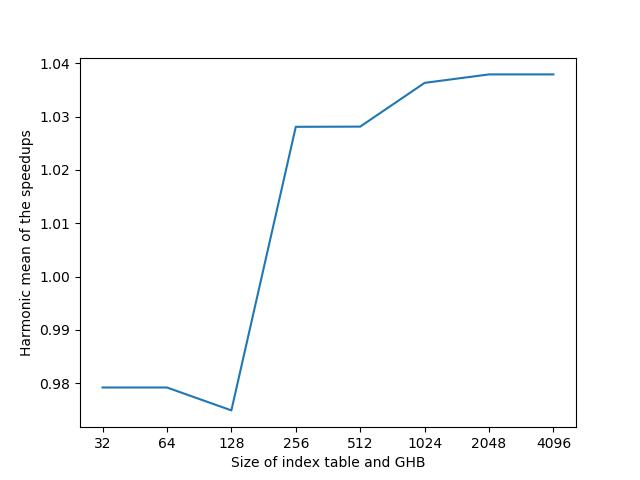 1.04
1.03
1.02
1.01
1.00
0.99
0.98
Harmonic mean of the speedups
32 64 128 256 512 1024 2048 4096
Size of index table and GHB